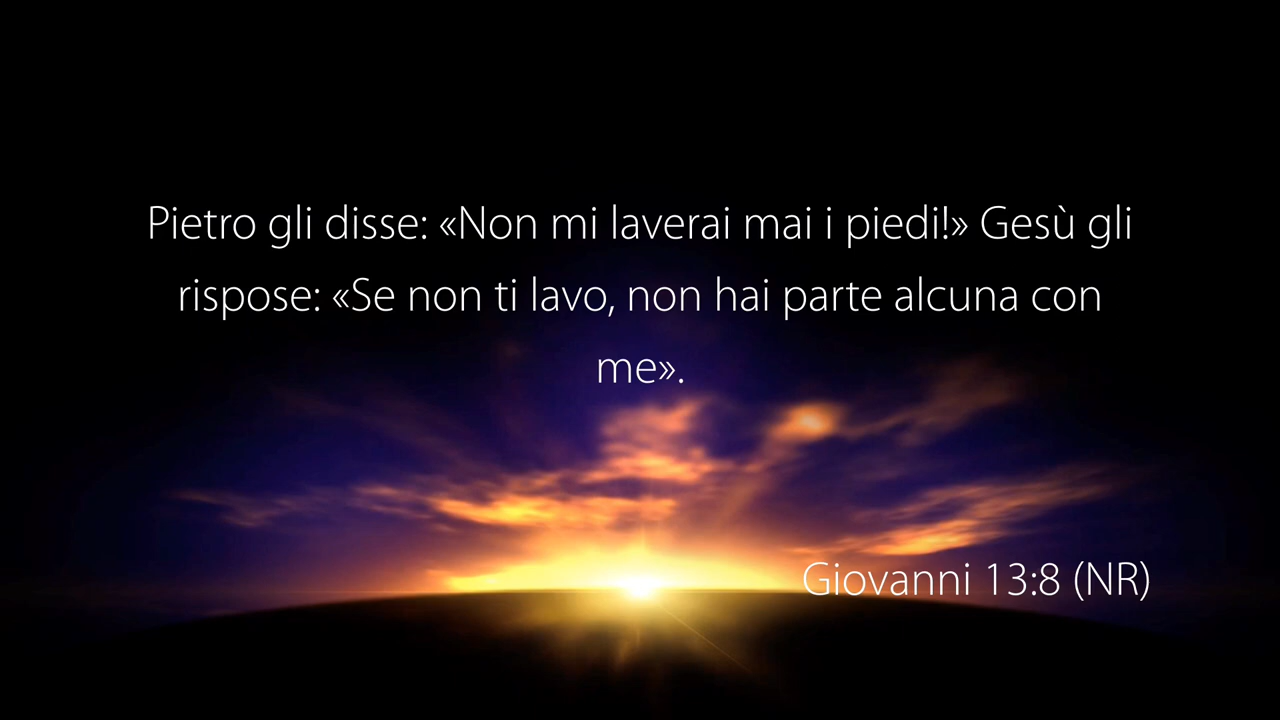 Pietro gli disse: «Non mi laverai mai i piedi!» Gesù gli
rispose: «Se non ti lavo, non hai parte alcuna con
me».
Giovanni 13:8 (NR)